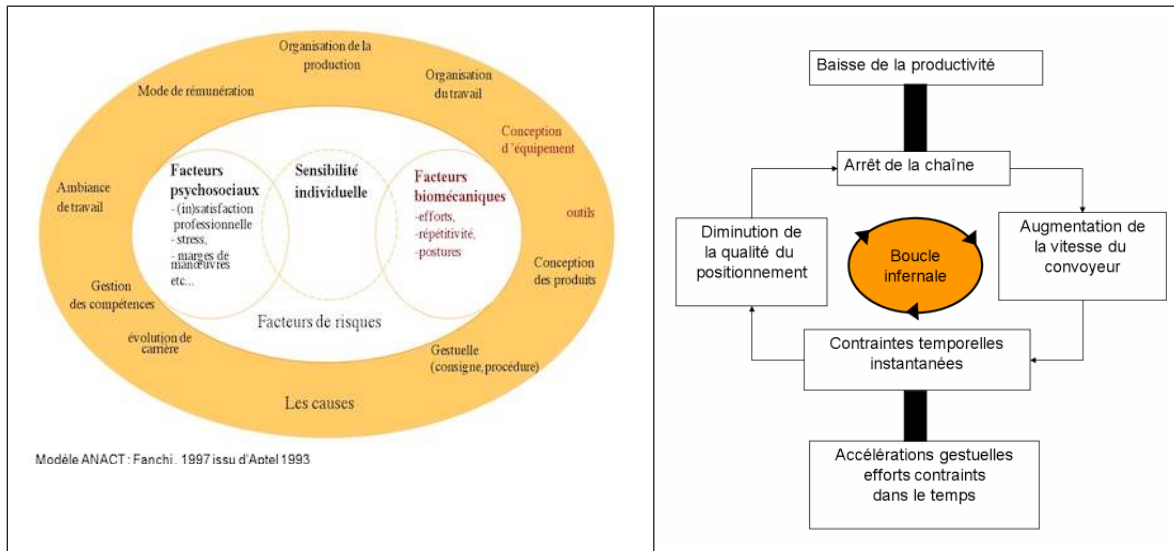 Organisation de la
production
Organisation
du travail
Mode de rémunération
Conception
d 'équipement
Facteurs
psychosociaux
- (in)satisfaction
professionnelle
- stress,
- marges de
manœuvres
etc...
Sensibilité
individuelle
Facteurs
biomécaniques
-efforts,
-répétitivité,
-postures
Ambiance
de travail
outils
Conception
des produits
Gestion
des compétences
évolution de
carrière
Facteurs de risques
Gestuelle
(consigne, procédure)
Les causes
Modèle ANACT : Fanchi . 1997 issu d'Aptel 1993
Baisse de la productivité
Arrêt de la chaîne
Diminution de
la qualité du
positionnement
Boucle
infernale
Augmentation de
la vitesse du
convoyeur
Contraintes temporelles
instantanées
Accélérations gestuelles
efforts contraints
dans le temps